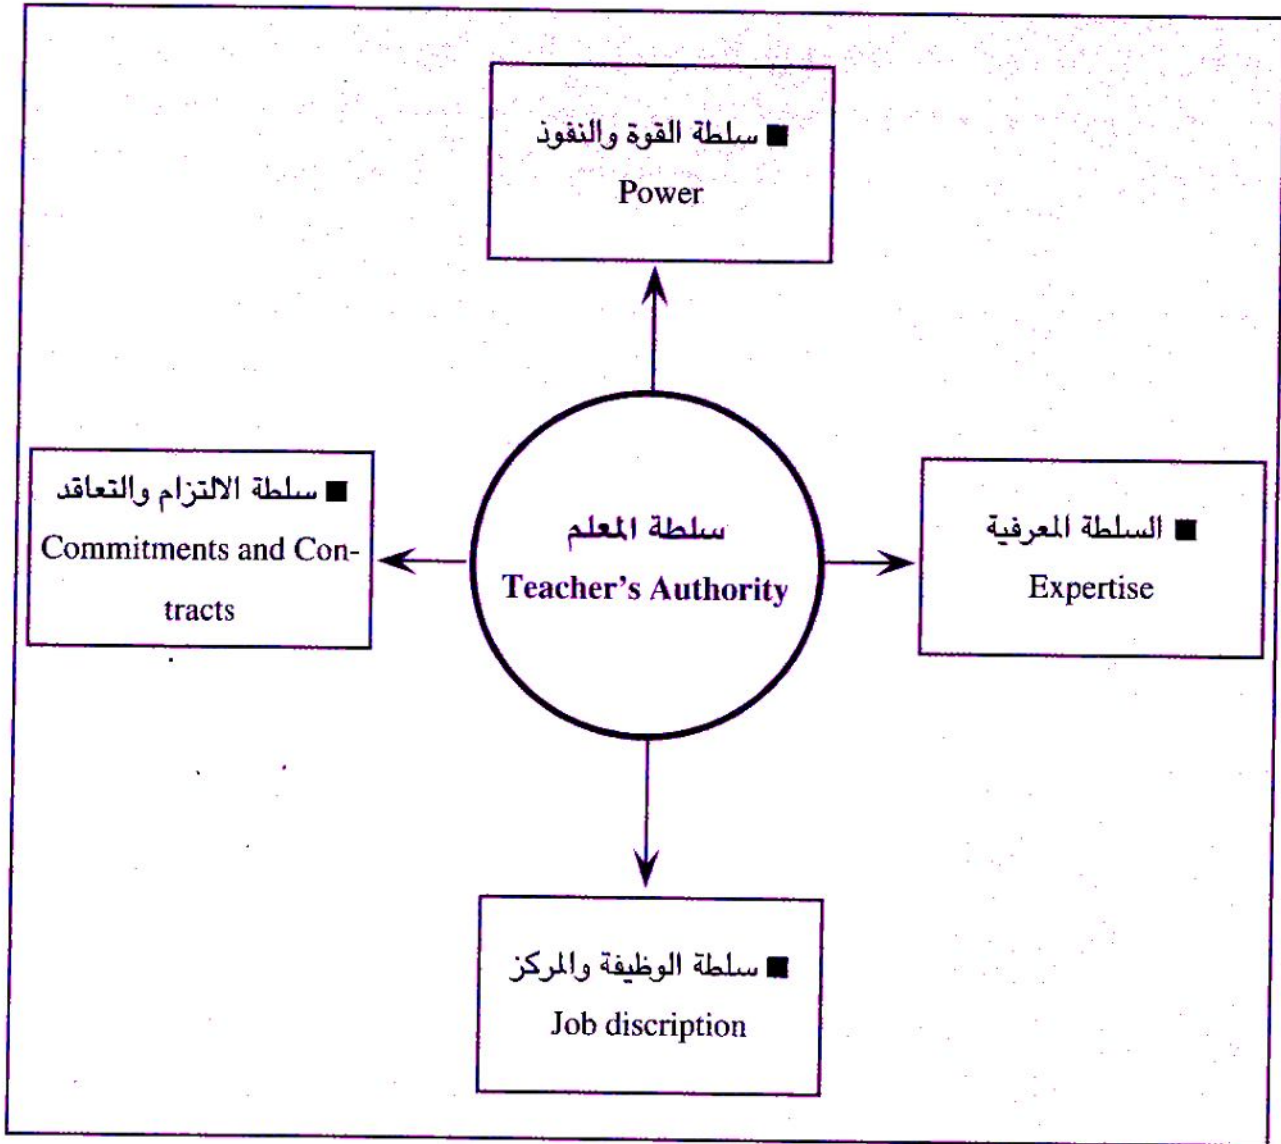 ■ سلطة القوة والنفوذ
Power
■ سلطة الالتزام والتعاقد
Commitments and Con-
tracts
سلطة المعلم
Teacher's Authority
■ السلطة المعرفية
Expertise
■ سلطة الوظيفة والمركز
Job discription